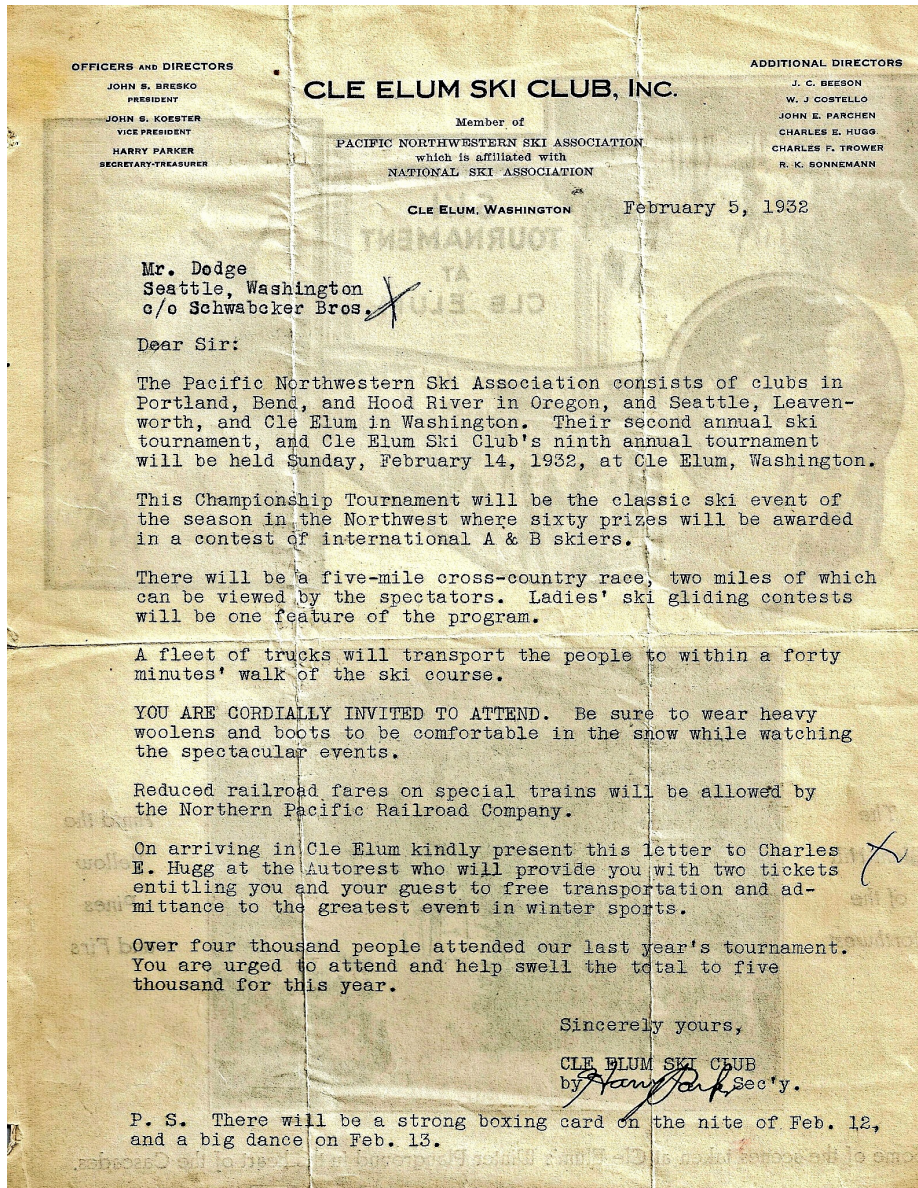 OFFICERS AND DIRECTORS
JOHN S. BRESKO
PRESIDENT
JOHN S. KOESTER
VICE PRESIDENT
HARRY PARKER
SECRETARY-TREASURER
CLE ELUM SKI CLUB, INC.
Member of
PACIFIC NORTHWESTERN SKI ASSOCIATION
which is affiliated with
NATIONAL SKI ASSOCIATION
CLE ELUM, WASHINGTON
ADDITIONAL DIRECTORS
J. C. BEESON
W. J COSTELLO
JOHN E. PARCHEN
CHARLES E. HUGG
CHARLES F. TROWER
R. K. SONNEMANN
February 5, 1932
TOURNAMENT
AT
CLE ELUM
Mr. Dodge
Seattle, Washington
c/o Schwabcker Bros.
Dear Sir:
The Pacific Northwestern Ski Association consists of clubs in
Portland, Bend, and Hood River in Oregon, and Seattle, Leaven-
worth, and Cle Elum in Washington. Their second annual ski
tournament, and Cle Elum Ski Club's ninth annual tournament
will be held Sunday, February 14, 1932, at Cle Elum, Washington.
This Championship Tournament will be the classic ski event of
the season in the Northwest where sixty prizes will be awarded
in a contest of international A & B skiers.
There will be a five-mile cross-country race, two miles of which
can be viewed by the spectators. Ladies' ski gliding contests
will be one feature of the program.
A fleet of trucks will transport the people to within a forty
minutes' walk of the ski course.
YOU ARE CORDIALLY INVITED TO ATTEND. Be sure to wear heavy
woolens and boots to be comfortable in the snow while watching
the spectacular events.
Reduced railroad fares on special trains will be allowed by
the Northern Pacific Railroad Company.
On arriving in Cle Elum kindly present this letter to Charles
E. Hugg at the Autorest who will provide you with two tickets
entitling you and your guest to free transportation and ad-
mittance to the greatest event in winter sports.
Over four thousand people attended our last year's tournament.
You are urged to attend and help swell the total to five
thousand for this year.
Sincerely yours,
CLE ELUM SKI CLUB
by Harry Parker Sec'y.
P. S. There will be a strong boxing card on the nite of Feb. 12,
and a big dance on Feb. 13.